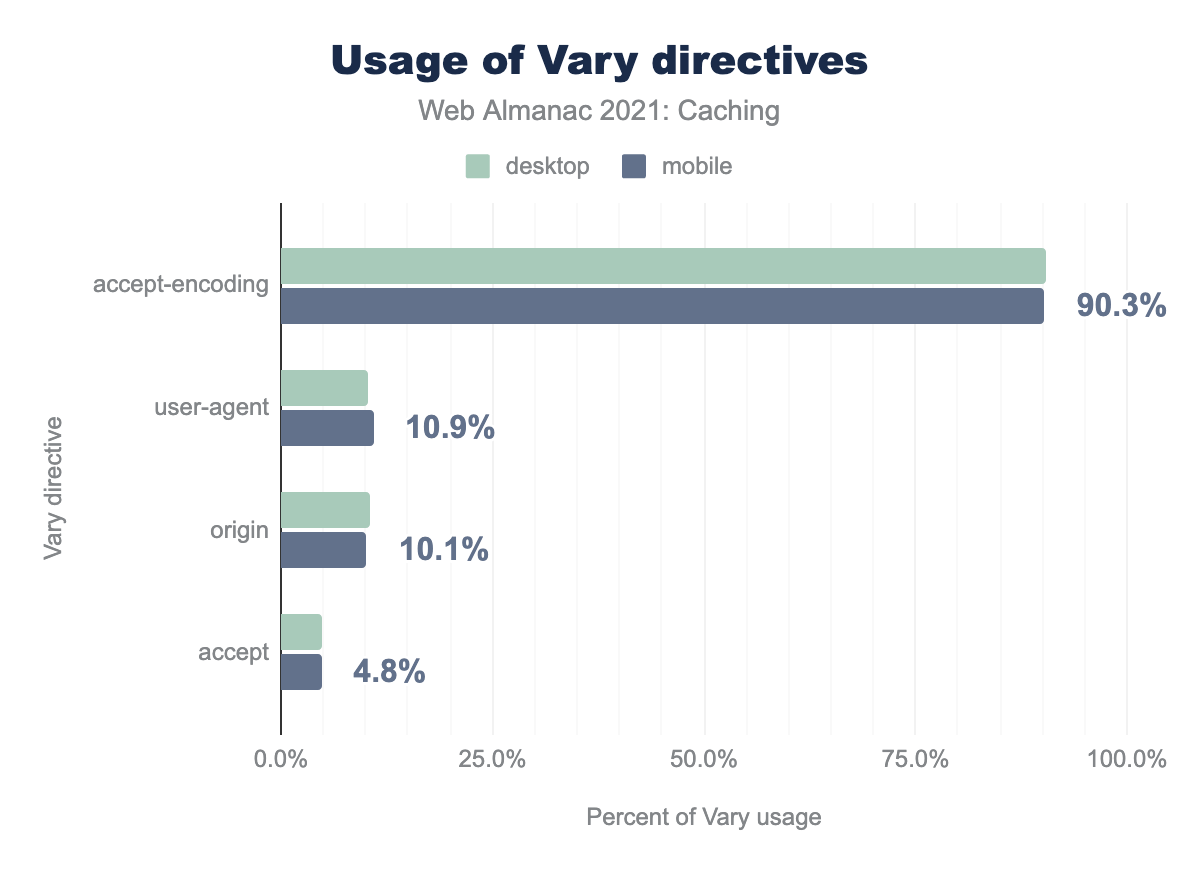 Usage of Vary directives
Web Almanac 2021: Caching
desktop
mobile
Vary directive
accept-encoding
90.3%
user-agent
10.9%
origin
10.1%
accept
4.8%
0.0%
25.0%
50.0%
75.0%
100.0%
Percent of Vary usage